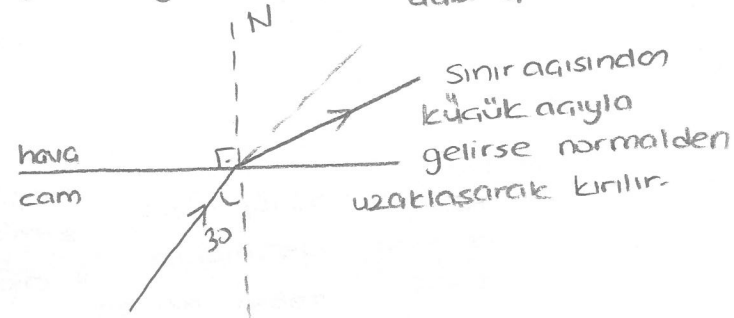 N
Sınır açısından
küçük açıyla
gelirse normalden
uzaklaşarak kırılır.
hava
cam
30